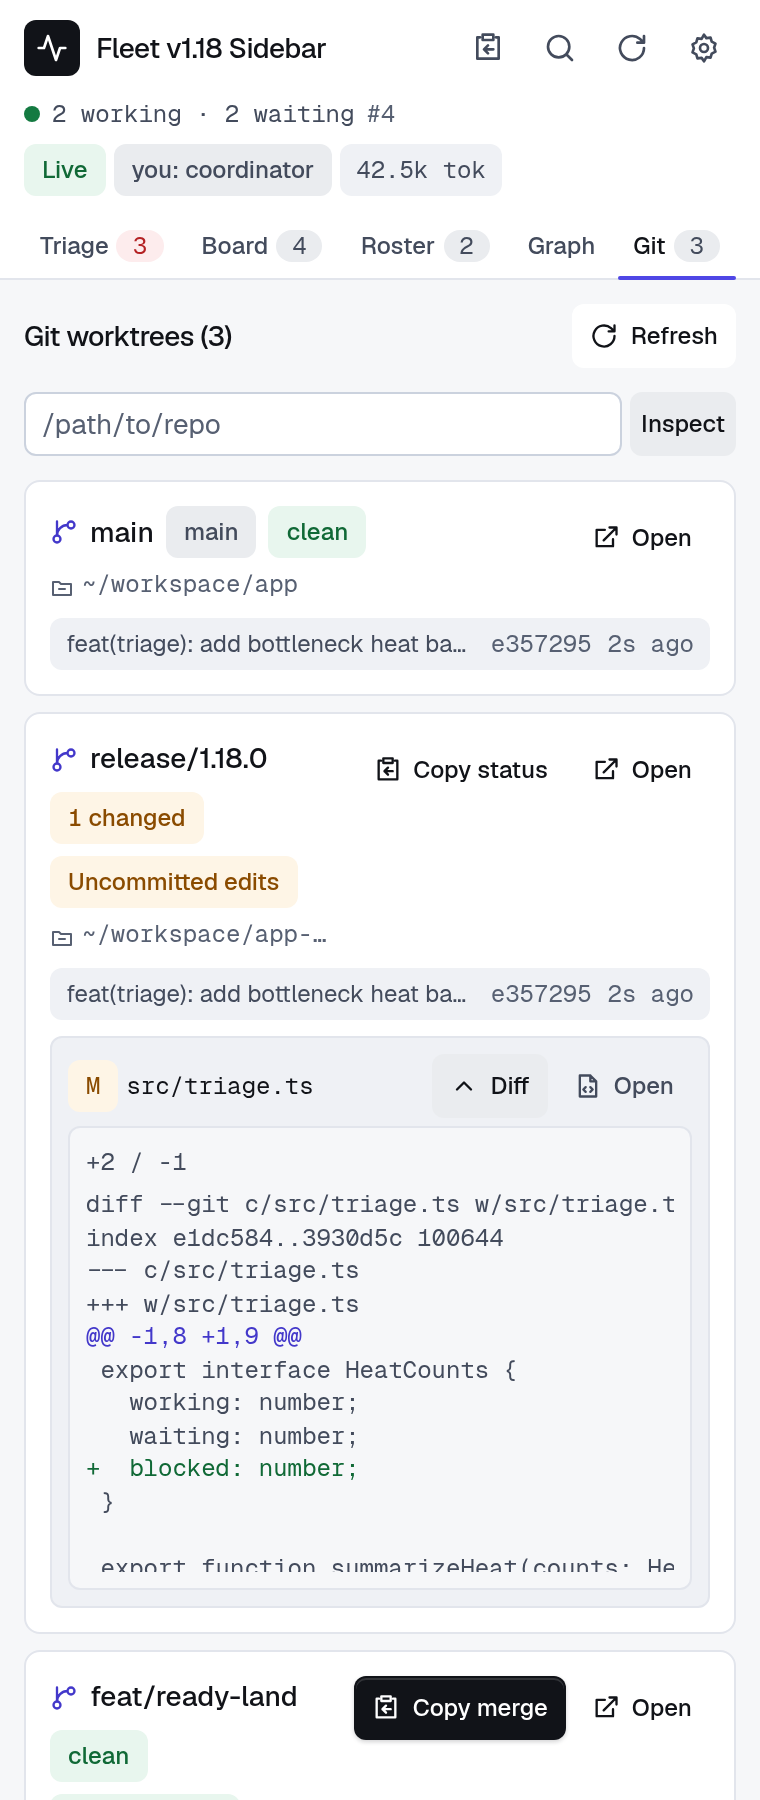 Fleet v1.18 Sidebar
2 working · 2 waiting #4
Live you: coordinator 42.5k tok
Triage 3 Board 4 Roster 2 Graph Git 3
Git worktrees (3) Refresh
/path/to/repo Inspect
main main clean Open
~/workspace/app
feat(triage): add bottleneck heat ba… e357295 2s ago
release/1.18.0 Copy status Open
1 changed
Uncommitted edits
~/workspace/app-…
feat(triage): add bottleneck heat ba… e357295 2s ago
M src/triage.ts Diff Open
+2 / -1
diff --git c/src/triage.ts w/src/triage.t
index e1dc584..3930d5c 100644
--- c/src/triage.ts
+++ w/src/triage.ts
@@ -1,8 +1,9 @@
export interface HeatCounts {
working: number;
waiting: number;
+ blocked: number;
}
export function summarizeHeat(counts: He
feat/ready-land Copy merge Open
clean